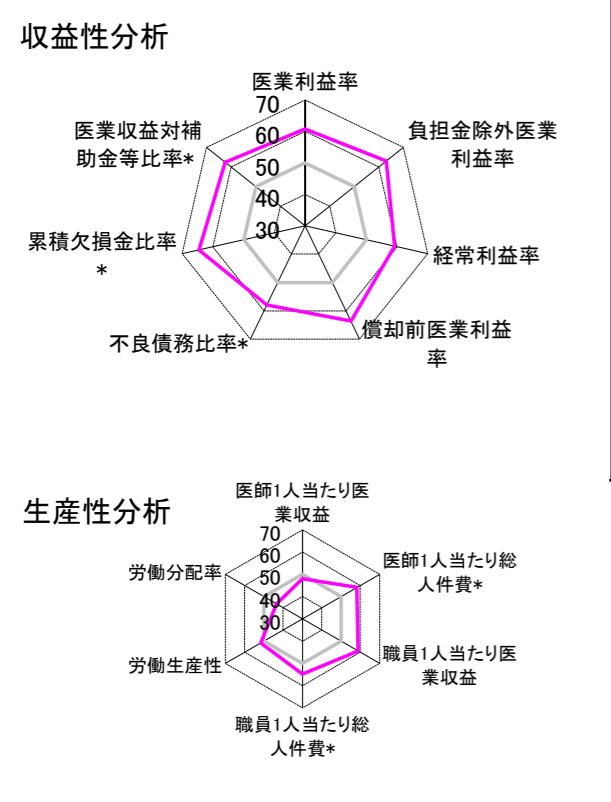 収益性分析
医業利益率
70
60
50
40
30
負担金除外医業
利益率
経常利益率
償却前医業利益
率
不良債務比率*
累積欠損金比率
*
医業収益対補
助金等比率*
生産性分析
医師1人当たり医
業収益
70
60
50
40
30
医師1人当たり総
人件費*
職員1人当たり医
業収益
職員1人当たり総
人件費*
労働生産性
労働分配率